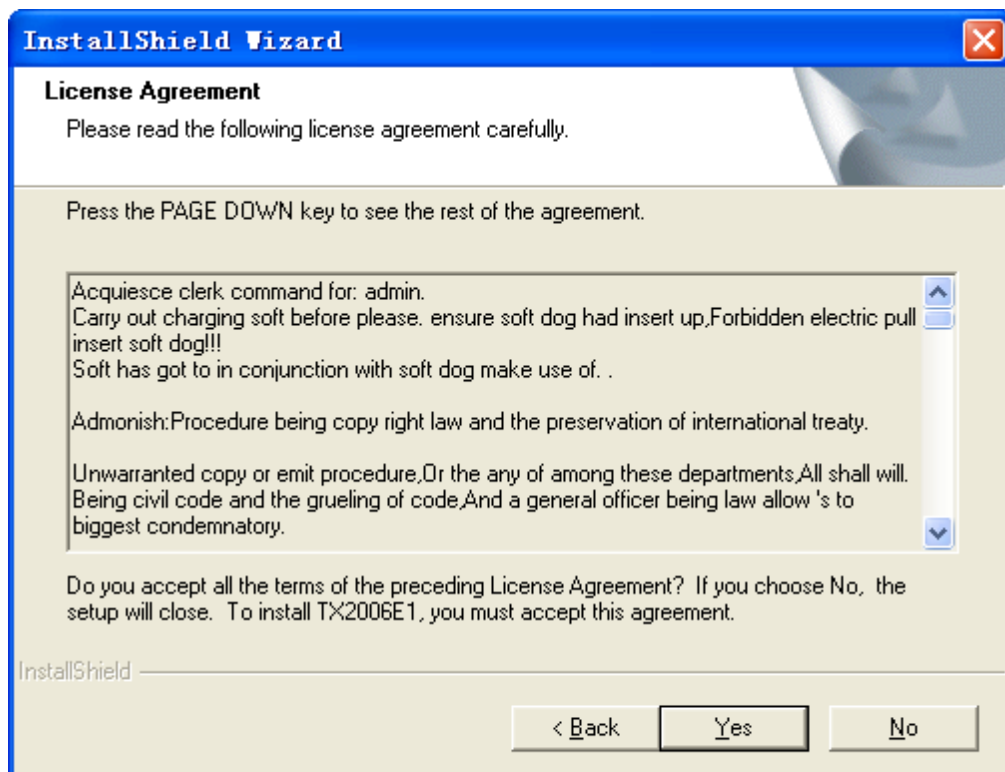 InstallShield Wizard
License Agreement
Please read the following license agreement carefully.
Press the PAGE DOWN key to see the rest of the agreement.
Acquiesce clerk command for: admin.
Carry out charging soft before please. ensure soft dog had insert up,Forbidden electric pull
insert soft dog!!!
Soft has got to in conjunction with soft dog make use of. .
Admonish:Procedure being copy right law and the preservation of international treaty.
Unwarranted copy or emit procedure,Or the any of among these departments,All shall will.
Being civil code and the grueling of code,And a general officer being law allow 's to
biggest condemnatory.
Do you accept all the terms of the preceding License Agreement? If you choose No, the
setup will close. To install TX2006E1, you must accept this agreement.
InstallShield
< Back
Yes
No